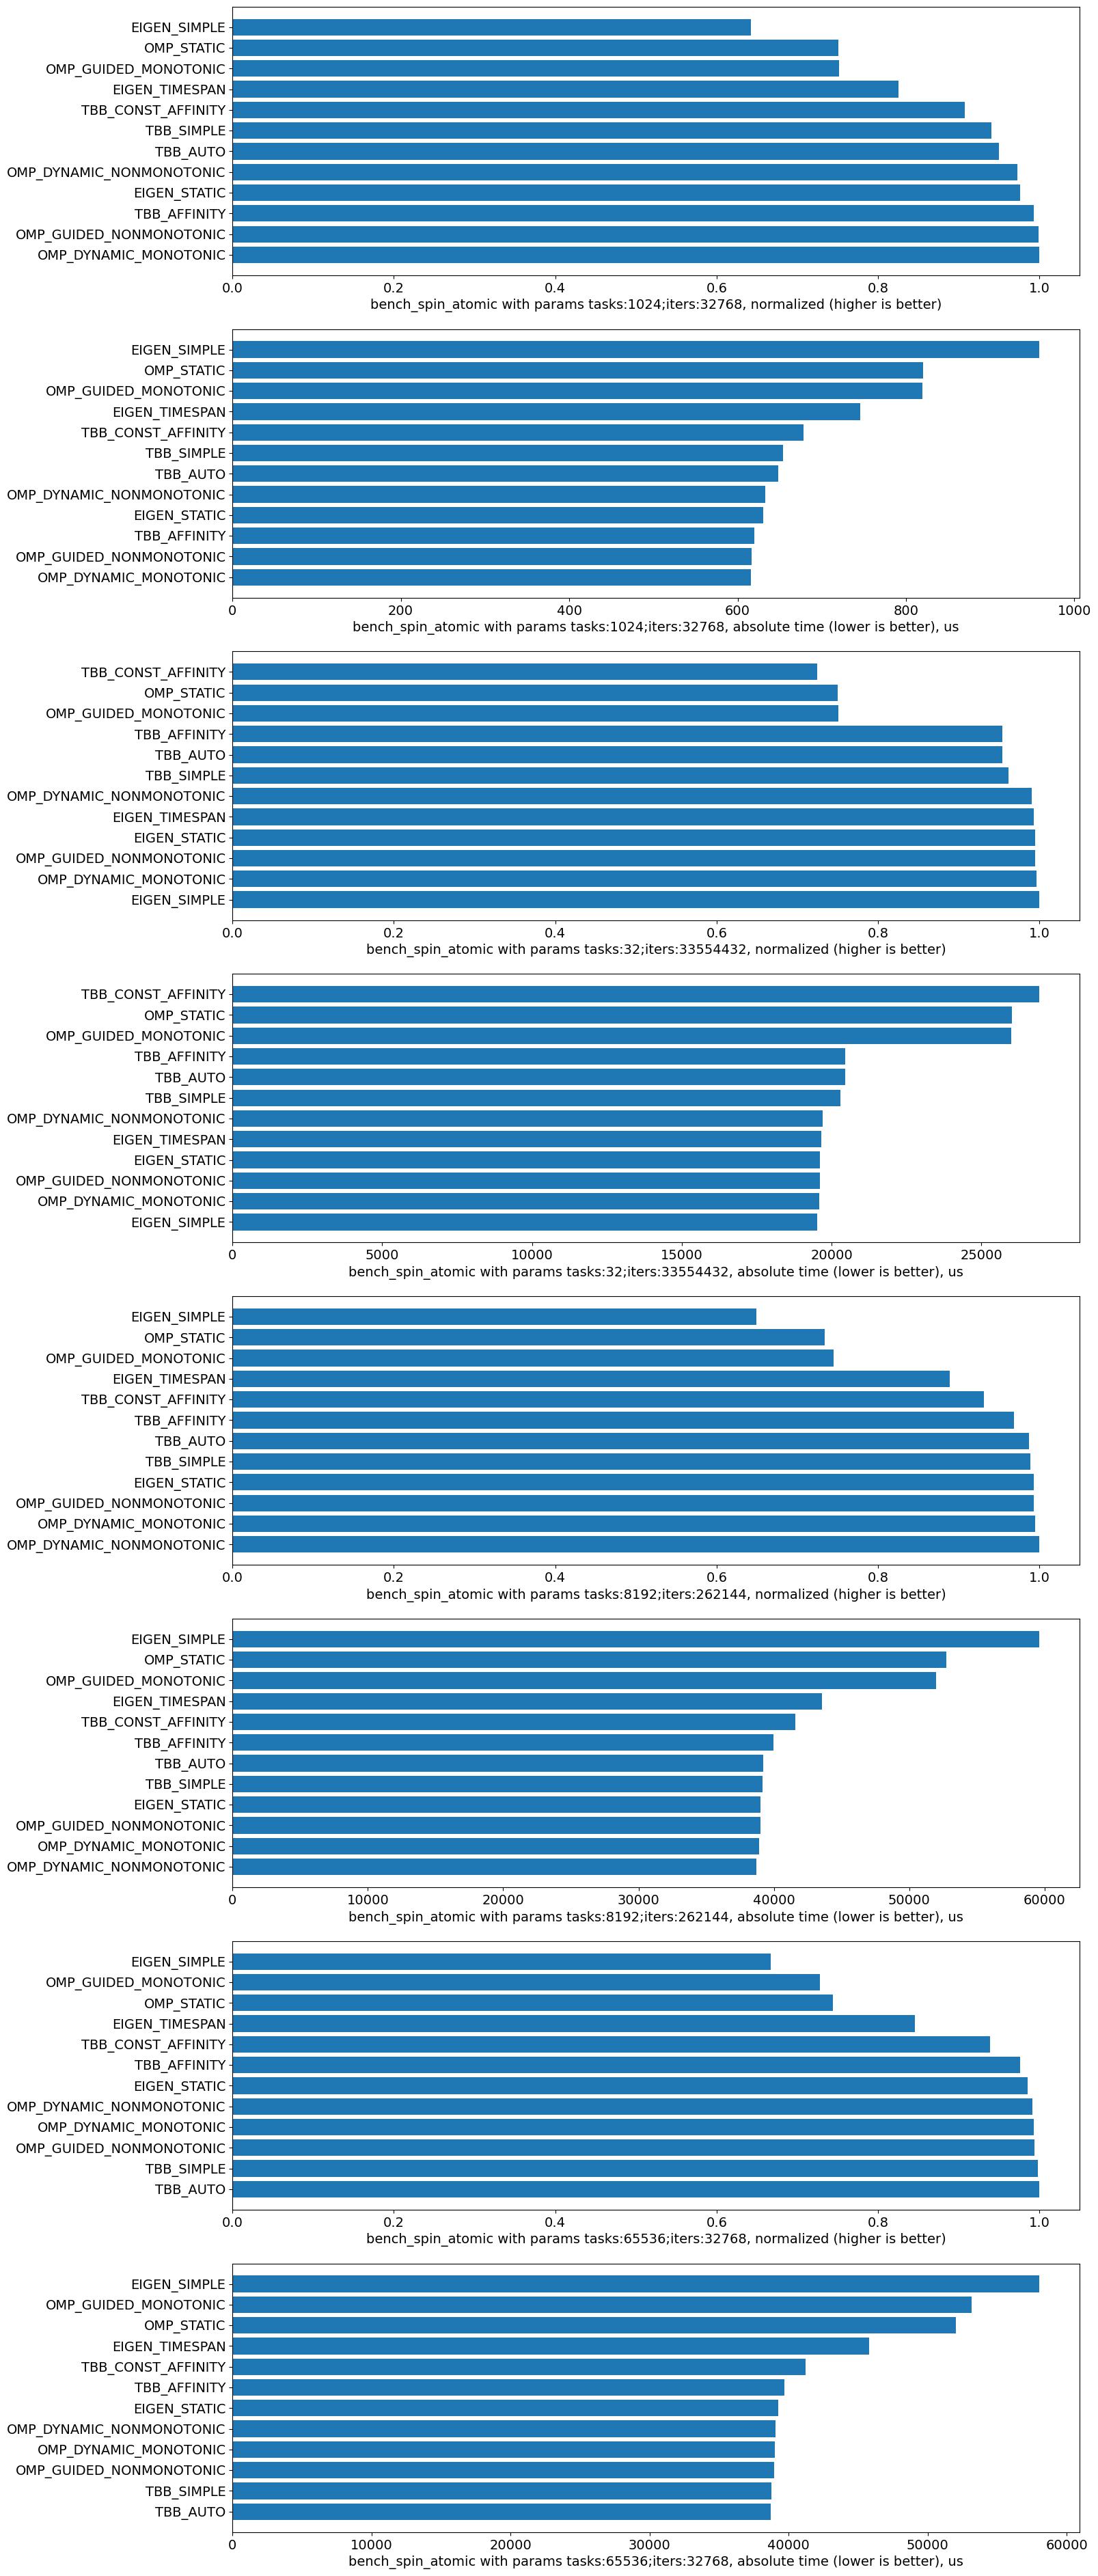 EIGEN_SIMPLE
OMP_STATIC
OMP_GUIDED_MONOTONIC
EIGEN_TIMESPAN
TBB_CONST_AFFINITY
TBB_SIMPLE
TBB_AUTO
OMP_DYNAMIC_NONMONOTONIC
EIGEN_STATIC
TBB_AFFINITY
OMP_GUIDED_NONMONOTONIC
OMP_DYNAMIC_MONOTONIC
0.0 0.2 0.4 0.6 0.8 1.0
bench_spin_atomic with params tasks:1024;iters:32768, normalized (higher is better)
EIGEN_SIMPLE
OMP_STATIC
OMP_GUIDED_MONOTONIC
EIGEN_TIMESPAN
TBB_CONST_AFFINITY
TBB_SIMPLE
TBB_AUTO
OMP_DYNAMIC_NONMONOTONIC
EIGEN_STATIC
TBB_AFFINITY
OMP_GUIDED_NONMONOTONIC
OMP_DYNAMIC_MONOTONIC
0 200 400 600 800 1000
bench_spin_atomic with params tasks:1024;iters:32768, absolute time (lower is better), us
TBB_CONST_AFFINITY
OMP_STATIC
OMP_GUIDED_MONOTONIC
TBB_AFFINITY
TBB_AUTO
TBB_SIMPLE
OMP_DYNAMIC_NONMONOTONIC
EIGEN_TIMESPAN
EIGEN_STATIC
OMP_GUIDED_NONMONOTONIC
OMP_DYNAMIC_MONOTONIC
EIGEN_SIMPLE
0.0 0.2 0.4 0.6 0.8 1.0
bench_spin_atomic with params tasks:32;iters:33554432, normalized (higher is better)
TBB_CONST_AFFINITY
OMP_STATIC
OMP_GUIDED_MONOTONIC
TBB_AFFINITY
TBB_AUTO
TBB_SIMPLE
OMP_DYNAMIC_NONMONOTONIC
EIGEN_TIMESPAN
EIGEN_STATIC
OMP_GUIDED_NONMONOTONIC
OMP_DYNAMIC_MONOTONIC
EIGEN_SIMPLE
0 5000 10000 15000 20000 25000
bench_spin_atomic with params tasks:32;iters:33554432, absolute time (lower is better), us
EIGEN_SIMPLE
OMP_STATIC
OMP_GUIDED_MONOTONIC
EIGEN_TIMESPAN
TBB_CONST_AFFINITY
TBB_AFFINITY
TBB_AUTO
TBB_SIMPLE
EIGEN_STATIC
OMP_GUIDED_NONMONOTONIC
OMP_DYNAMIC_MONOTONIC
OMP_DYNAMIC_NONMONOTONIC
0.0 0.2 0.4 0.6 0.8 1.0
bench_spin_atomic with params tasks:8192;iters:262144, normalized (higher is better)
EIGEN_SIMPLE
OMP_STATIC
OMP_GUIDED_MONOTONIC
EIGEN_TIMESPAN
TBB_CONST_AFFINITY
TBB_AFFINITY
TBB_AUTO
TBB_SIMPLE
EIGEN_STATIC
OMP_GUIDED_NONMONOTONIC
OMP_DYNAMIC_MONOTONIC
OMP_DYNAMIC_NONMONOTONIC
0 10000 20000 30000 40000 50000 60000
bench_spin_atomic with params tasks:8192;iters:262144, absolute time (lower is better), us
EIGEN_SIMPLE
OMP_GUIDED_MONOTONIC
OMP_STATIC
EIGEN_TIMESPAN
TBB_CONST_AFFINITY
TBB_AFFINITY
EIGEN_STATIC
OMP_DYNAMIC_NONMONOTONIC
OMP_DYNAMIC_MONOTONIC
OMP_GUIDED_NONMONOTONIC
TBB_SIMPLE
TBB_AUTO
0.0 0.2 0.4 0.6 0.8 1.0
bench_spin_atomic with params tasks:65536;iters:32768, normalized (higher is better)
EIGEN_SIMPLE
OMP_GUIDED_MONOTONIC
OMP_STATIC
EIGEN_TIMESPAN
TBB_CONST_AFFINITY
TBB_AFFINITY
EIGEN_STATIC
OMP_DYNAMIC_NONMONOTONIC
OMP_DYNAMIC_MONOTONIC
OMP_GUIDED_NONMONOTONIC
TBB_SIMPLE
TBB_AUTO
0 10000 20000 30000 40000 50000 60000
bench_spin_atomic with params tasks:65536;iters:32768, absolute time (lower is better), us